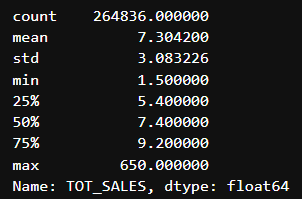 count    264836.000000
mean          7.304200
std           3.083226
min           1.500000
25%           5.400000
50%           7.400000
75%           9.200000
max         650.000000
Name: TOT_SALES, dtype: float64